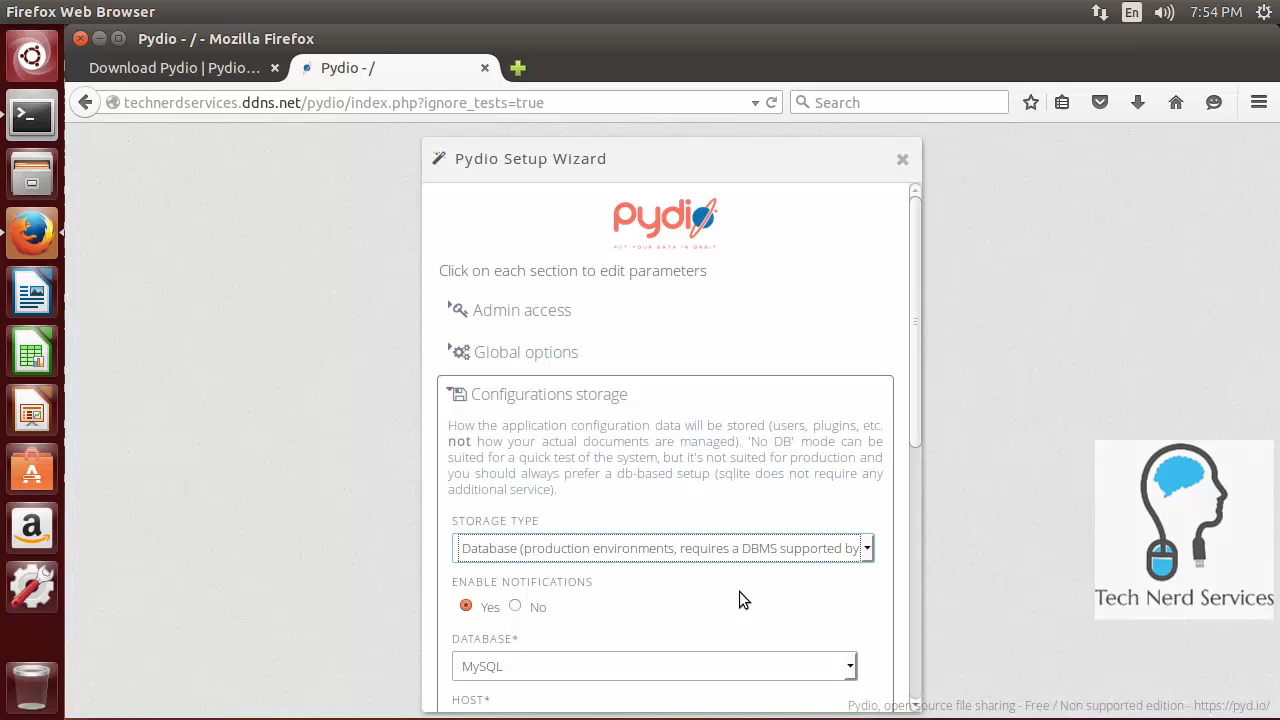 Firefox Web Browser
En
7:54 PM
Pydio - / - Mozilla Firefox
Download Pydio | Pydio...
Pydio - /
technerdservices.ddns.net/pydio/index.php?ignore_tests=true
Search
Pydio Setup Wizard
pydio
PUT YOUR DATA IN ORBIT
Click on each section to edit parameters
Admin access
Global options
Configurations storage
How the application configuration data will be stored (users, plugins, etc.
not how your actual documents are managed). 'No DB' mode can be
suited for a quick test of the system, but it's not suited for production and
you should always prefer a db-based setup (sqlite does not require any
additional service).
STORAGE TYPE
Database (production environments, requires a DBMS supported by
ENABLE NOTIFICATIONS
Yes No
DATABASE*
MySQL
HOST*
Tech Nerd Services
Pydio, open source file sharing - Free / Non supported edition - https://pyd.io/